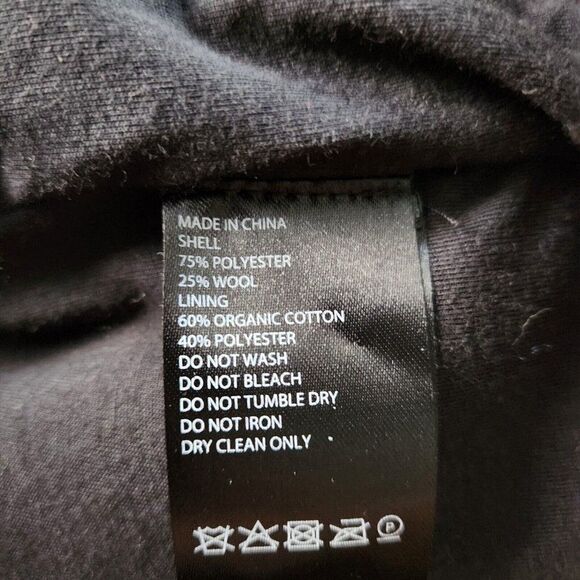 MADE IN CHINA
SHELL
75% POLYESTER
25% WOOL
LINING
60% ORGANIC COTTON
40% POLYESTER
DO NOT WASH
DO NOT BLEACH
DO NOT TUMBLE DRY
DO NOT IRON
DRY CLEAN ONLY
P